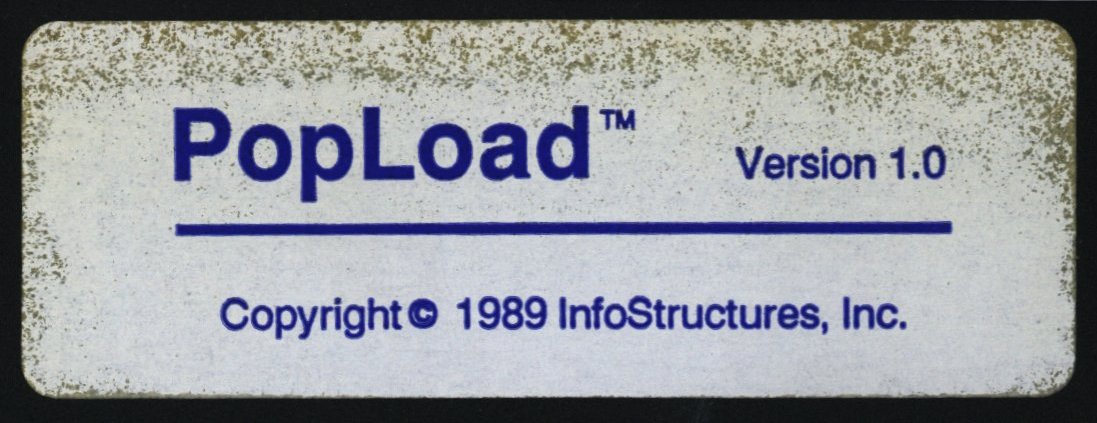 PopLoad™ Version 1.0
Copyright© 1989 InfoStructures, Inc.